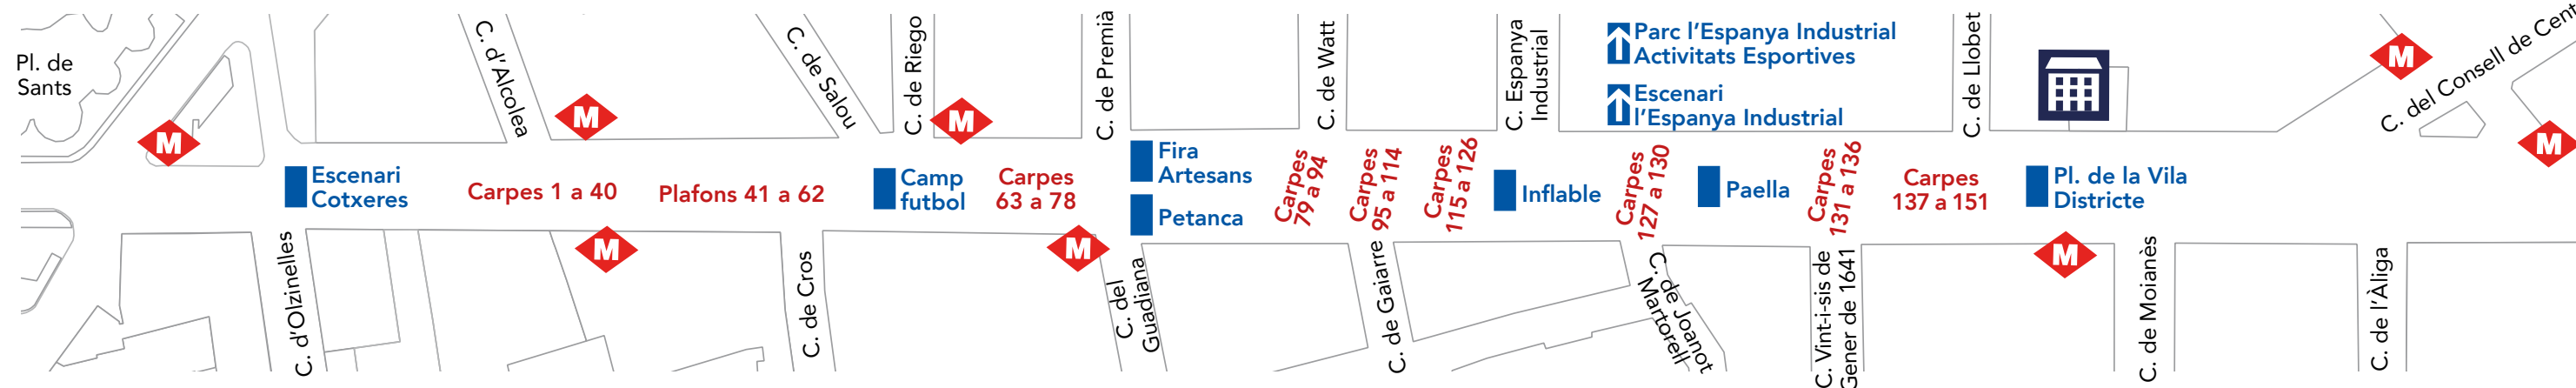 Pl. de
Sants
M
C. d'Alcolea
M
C. de Salou
C. de Riego
M
C. de Premià
C. de Watt
C. Espanya
Industrial
Parc l'Espanya Industrial
Activitats Esportives
Escenari
l'Espanya Industrial
C. de Llobet
M
C. del Consell de Cent
M
Escenari
Cotxeres
Carpes 1 a 40
Plafons 41 a 62
Camp
futbol
Carpes
63 a 78
Fira
Artesans
Petanca
Carpes
79 a 94
Carpes
95 a 114
Carpes
115 a 126
Inflable
Carpes
127 a 130
Paella
Carpes
131 a 136
Carpes
137 a 151
Pl. de la Vila
Districte
C. d'Olzinelles
M
C. de Cros
M
C. del
Guadiana
C. de Gaiarre
C. de Joanot
Martorell
C. Vint-i-sis de
Gener de 1641
M
C. de Moianès
C. de l'Àliga